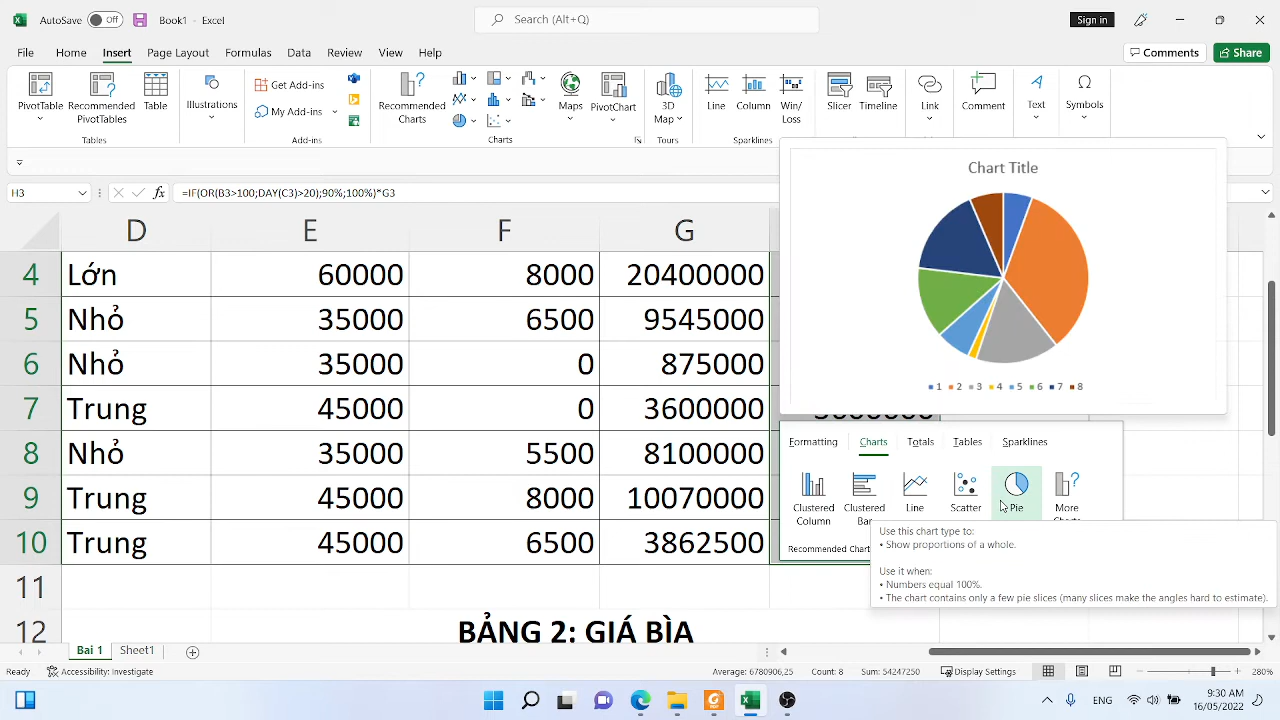 AutoSave Off Book1 - Excel Search (Alt+Q) Sign in
File Home Insert Page Layout Formulas Data Review View Help Comments Share
PivotTable Recommended PivotTables Table Illustrations Get Add-ins My Add-ins Recommended Charts Maps PivotChart 3D Map Line Column Win/Loss Slicer Timeline Link Comment Text Symbols
Tables Add-ins Charts Tours Sparklines
H3 fx =IF(OR(B3>100;DAY(C3)>20);90%;100%)*G3
Chart Title
1 2 3 4 5 6 7 8
D E F G
4 Lớn 60000 8000 20400000
5 Nhỏ 35000 6500 9545000
6 Nhỏ 35000 0 875000
7 Trung 45000 0 3600000
8 Nhỏ 35000 5500 8100000
9 Trung 45000 8000 10070000
10 Trung 45000 6500 3862500
11
12 BẢNG 2: GIÁ BÌA
Formatting Charts Totals Tables Sparklines
Clustered Column Clustered Bar Line Scatter Pie More Charts
Recommended Chart
Use this chart type to:
• Show proportions of a whole.
Use it when:
• Numbers equal 100%.
• The chart contains only a few pie slices (many slices make the angles hard to estimate).
Bai 1 Sheet1
Ready Accessibility: Investigate Average: 6780906,25 Count: 8 Sum: 54247250 Display Settings 280%
ENG 9:30 AM
16/05/2022